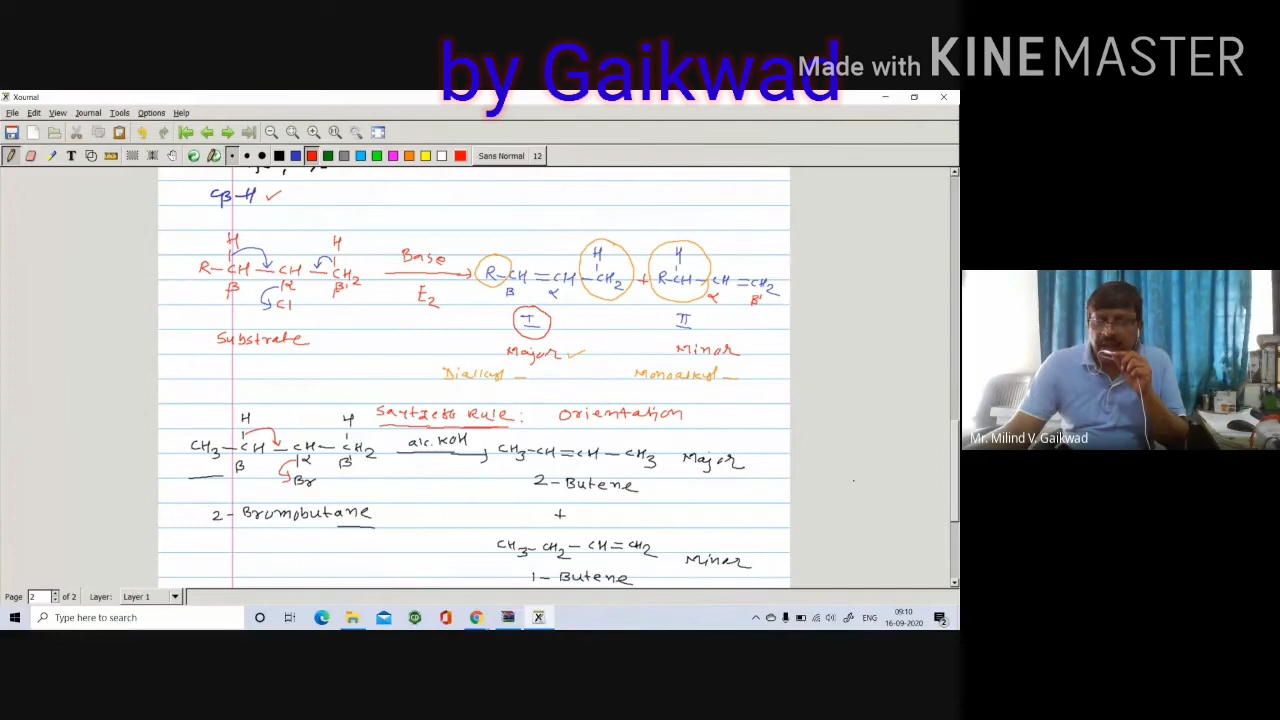 by Gaikwad
Made with KINEMASTER
Xournal
File Edit View Journal Tools Options Help
Sans Normal 12
Cβ-H ✓
H H
R-CH-CH-CH2
β α β'
Cl
Base
E2
H
R-CH=CH-CH2
β α
+
H
R-CH-CH=CH2
α β'
Substrate
I II
Major ✓ Minor
Dialkyl Monoalkyl
Saytzeff Rule: Orientation
H H
CH3-CH-CH-CH2
β α β'
Br
alc. KOH
CH3-CH=CH-CH3 Major
2-Butene
2-Bromobutane
+
CH3-CH2-CH=CH2 Minor
1-Butene
Mr. Milind V. Gaikwad
Page 2 of 2 Layer: Layer 1
Type here to search
ENG
09:10
16-09-2020
2